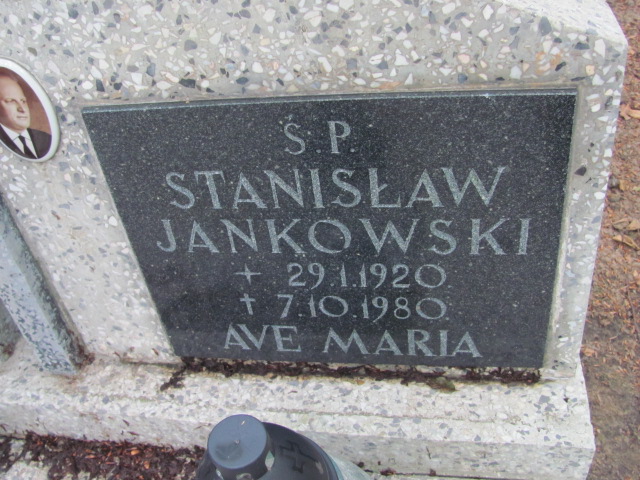 Ś.P.
STANISŁAW
JANKOWSKI
+ 29.1.1920
† 7.10.1980
AVE MARIA